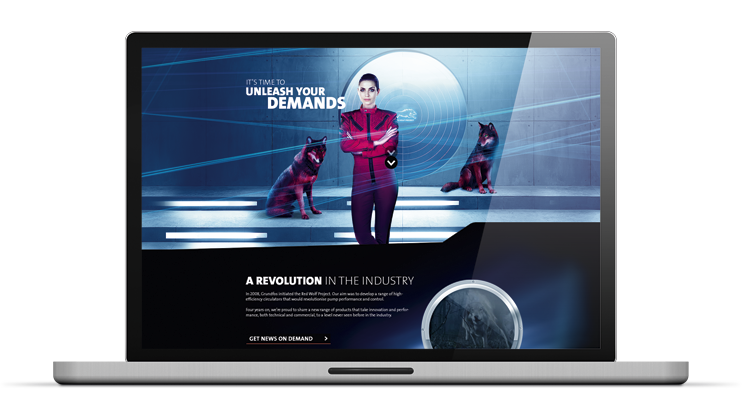 IT'S TIME TO
UNLEASH YOUR
DEMANDS
A REVOLUTION IN THE INDUSTRY
In 2008, Grundfos initiated the Red Wolf Project. Our aim was to develop a range of high-
efficiency circulators that would revolutionise pump performance and control.
Four years on, we're proud to share a new range of products that take innovation and perfor-
mance, both technical and commercial, to a level never seen before in the industry
GET NEWS ON DEMAND